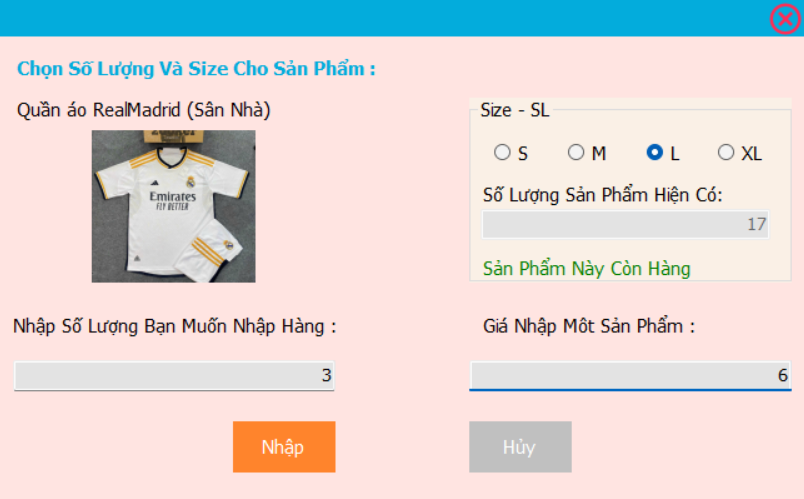 Chọn Số Lượng Và Size Cho Sản Phẩm :
Quần áo RealMadrid (Sân Nhà)
Emirates
FLY BETTER
Size - SL
S M L XL
Số Lượng Sản Phẩm Hiện Có:
17
Sản Phẩm Này Còn Hàng
Nhập Số Lượng Bạn Muốn Nhập Hàng :
3
Giá Nhập Môt Sản Phẩm :
6
Nhập
Hủy